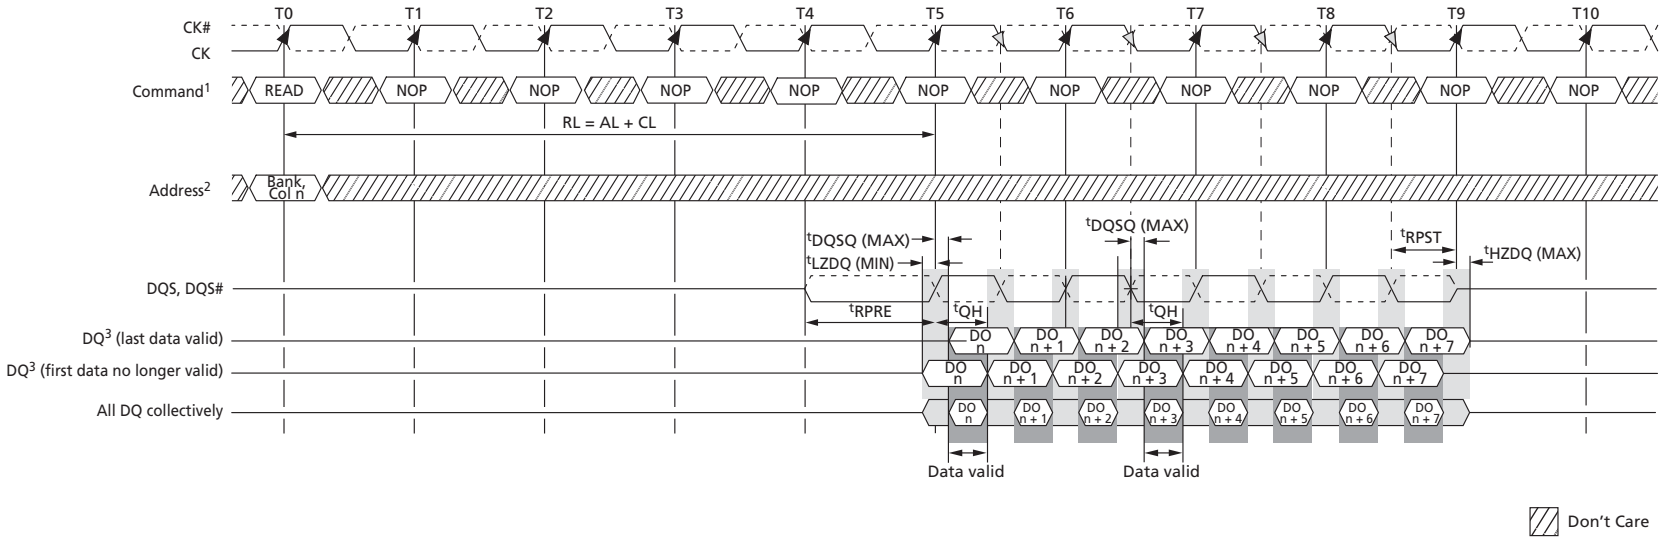 T0 T1 T2 T3 T4 T5 T6 T7 T8 T9 T10
CK#
CK
Command1 READ NOP NOP NOP NOP NOP NOP NOP NOP NOP NOP
RL = AL + CL
Address2 Bank, Col n
tDQSQ (MAX) tDQSQ (MAX) tRPST tHZDQ (MAX)
tLZDQ (MIN)
DQS, DQS#
tRPRE tQH tQH
DQ3 (last data valid) DO n DO n + 1 DO n + 2 DO n + 3 DO n + 4 DO n + 5 DO n + 6 DO n + 7
DQ3 (first data no longer valid) DO n DO n + 1 DO n + 2 DO n + 3 DO n + 4 DO n + 5 DO n + 6 DO n + 7
All DQ collectively DO n DO n + 1 DO n + 2 DO n + 3 DO n + 4 DO n + 5 DO n + 6 DO n + 7
Data valid Data valid
Don't Care